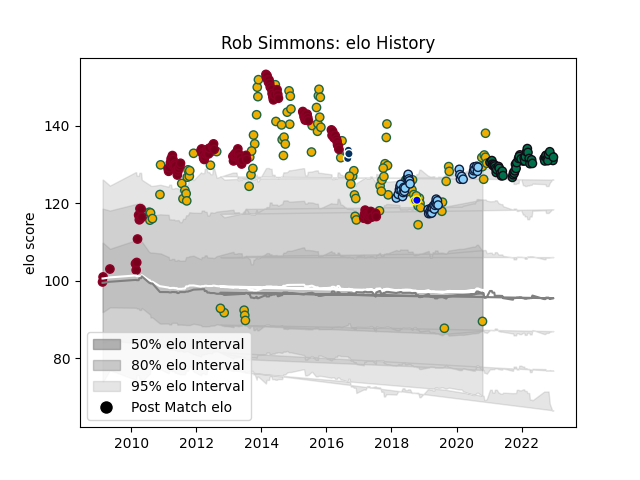 Rob Simmons: elo History
elo score
140
120
100
80
50% elo Interval
80% elo Interval
95% elo Interval
Post Match elo
2010 2012 2014 2016 2018 2020 2022